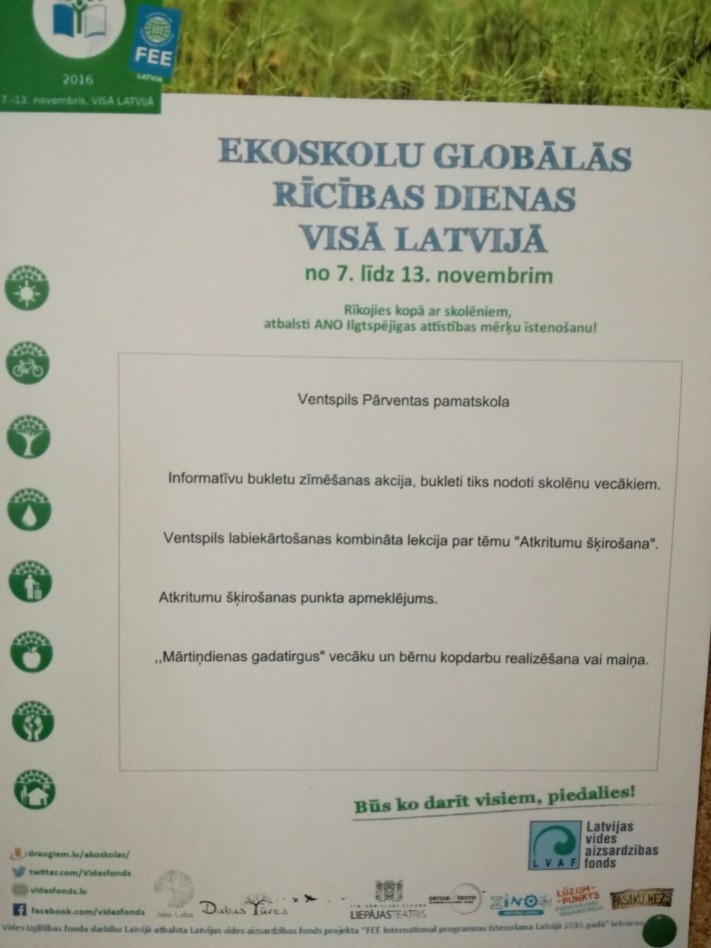 FEE
LATVIA
2016
7.-13. novembris, VISĀ LATVIJĀ
EKOSKOLU GLOBĀLĀS
RĪCĪBAS DIENAS
VISĀ LATVIJĀ
no 7. līdz 13. novembrim
Rīkojies kopā ar skolēniem,
atbalsti ANO Ilgtspējīgas attīstības mērķu īstenošanu!
Ventspils Pārventas pamatskola
Informatīvu bukletu zīmēšanas akcija, bukleti tiks nodoti skolēnu vecākiem.
Ventspils labiekārtošanas kombināta lekcija par tēmu "Atkritumu šķirošana".
Atkritumu šķirošanas punkta apmeklējums.
,,Mārtiņdienas gadatirgus" vecāku un bērnu kopdarbu realizēšana vai maiņa.
Būs ko darīt visiem, piedalies!
LVAF
Latvijas
vides
aizsardzības
fonds
draugiem.lv/ekoskolas/
twitter.com/Videsfonds
videsfonds.lv
facebook.com/videsfonds
Dabas Tūres
LIEPĀJAS TEATRIS
ZINOO
LŪZUM-
PUNKTS
PASAKU MEŽS
Vides izglītības fonda darbību Latvijā atbalsta Latvijas vides aizsardzības fonds projekta "FEE International programmu īstenošana Latvijā 2016. gadā" ietvaros